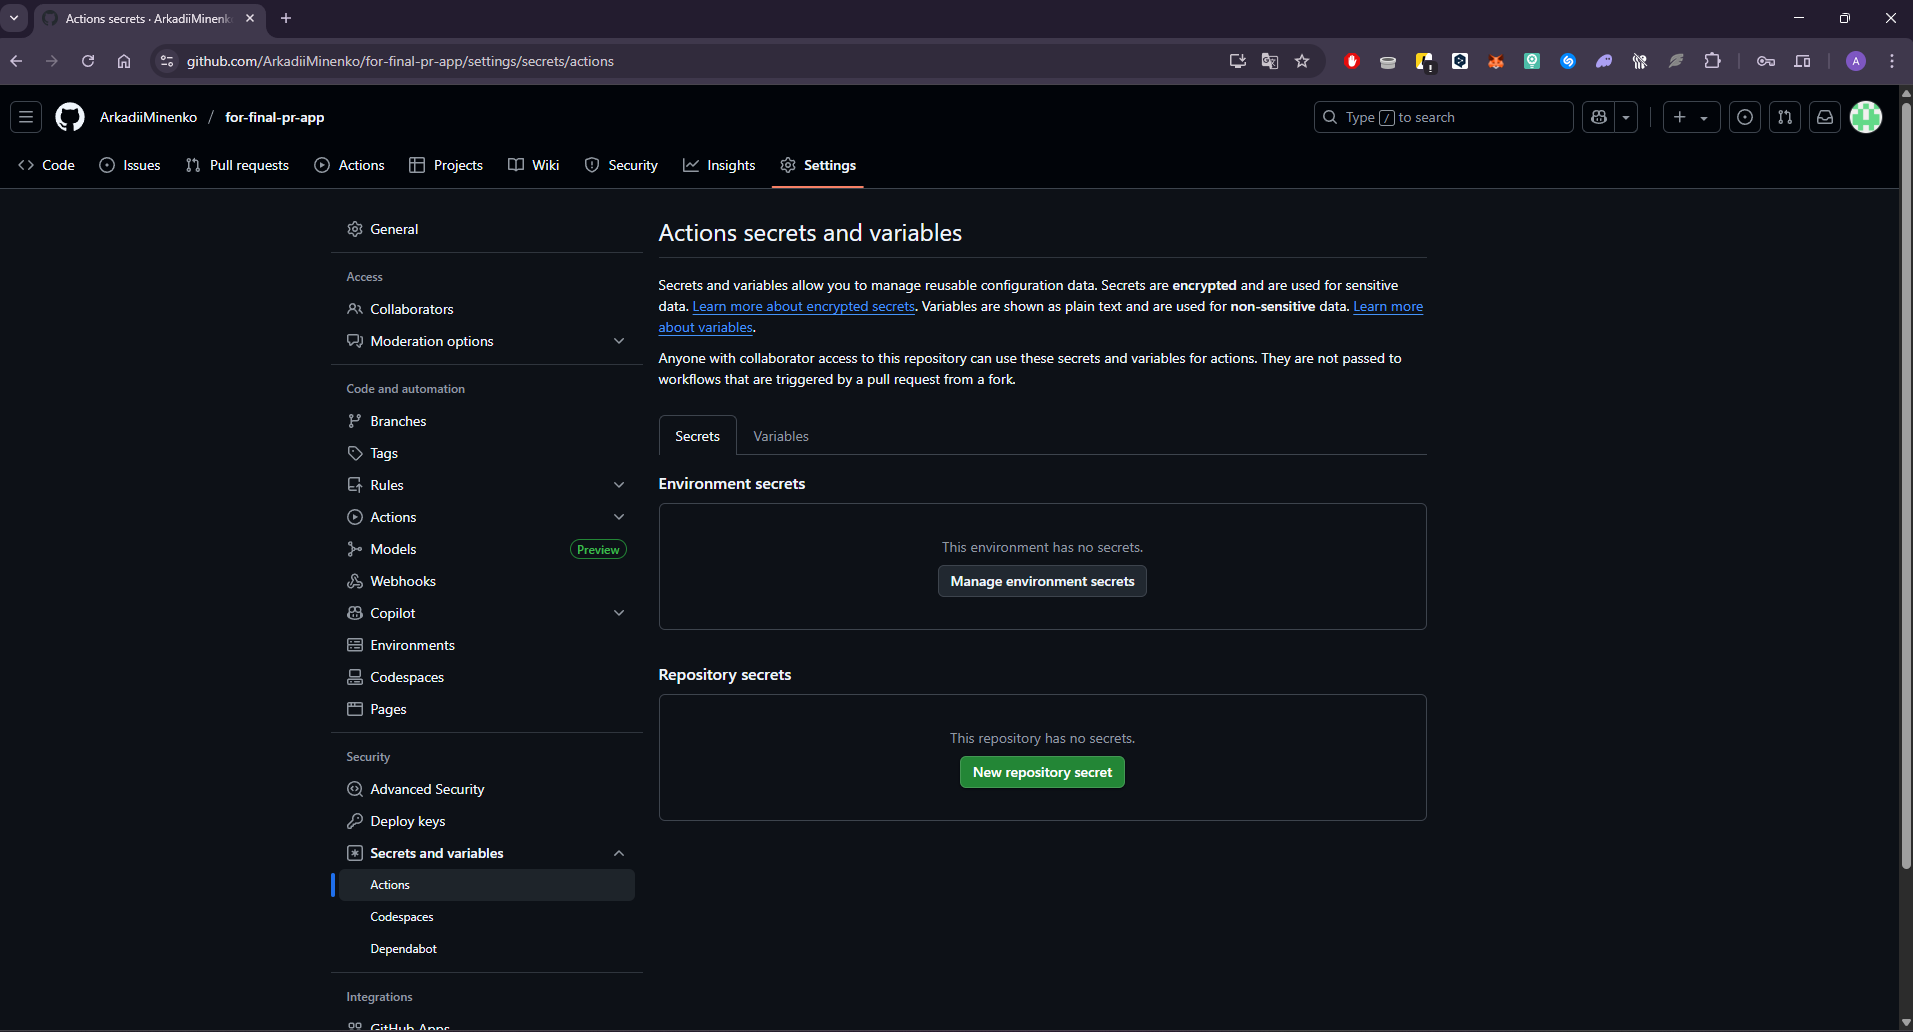 Actions secrets · ArkadiiMinenko
github.com/ArkadiiMinenko/for-final-pr-app/settings/secrets/actions
A
ArkadiiMinenko / for-final-pr-app
Type / to search
Code Issues Pull requests Actions Projects Wiki Security Insights Settings
General
Access
Collaborators
Moderation options
Code and automation
Branches
Tags
Rules
Actions
Models Preview
Webhooks
Copilot
Environments
Codespaces
Pages
Security
Advanced Security
Deploy keys
Secrets and variables
Actions
Codespaces
Dependabot
Integrations
GitHub Apps
Actions secrets and variables
Secrets and variables allow you to manage reusable configuration data. Secrets are encrypted and are used for sensitive
data. Learn more about encrypted secrets. Variables are shown as plain text and are used for non-sensitive data. Learn more
about variables.
Anyone with collaborator access to this repository can use these secrets and variables for actions. They are not passed to
workflows that are triggered by a pull request from a fork.
Secrets Variables
Environment secrets
This environment has no secrets.
Manage environment secrets
Repository secrets
This repository has no secrets.
New repository secret